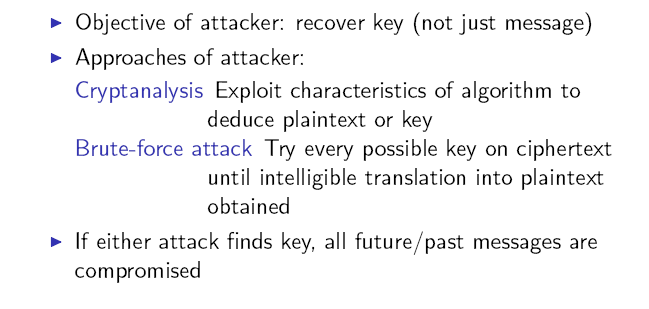 Objective of attacker: recover key (not just message)
Approaches of attacker:
Cryptanalysis Exploit characteristics of algorithm to
deduce plaintext or key
Brute-force attack Try every possible key on ciphertext
until intelligible translation into plaintext
obtained
If either attack finds key, all future/past messages are
compromised